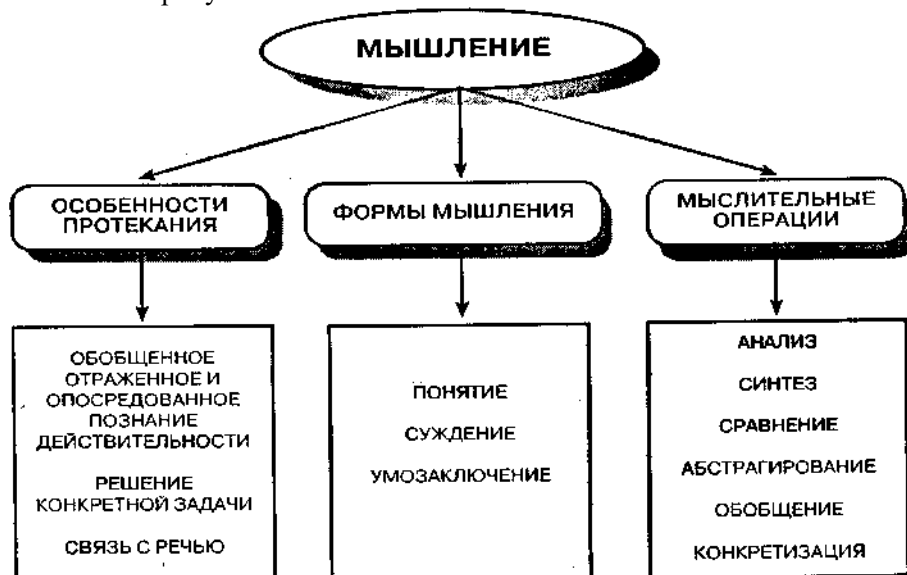 МЫШЛЕНИЕ
ОСОБЕННОСТИ
ПРОТЕКАНИЯ
ФОРМЫ МЫШЛЕНИЯ
МЫСЛИТЕЛЬНЫЕ
ОПЕРАЦИИ
ОБОБЩЕННОЕ
ОТРАЖЕННОЕ И
ОПОСРЕДОВАННОЕ
ПОЗНАНИЕ
ДЕЙСТВИТЕЛЬНОСТИ
РЕШЕНИЕ
КОНКРЕТНОЙ ЗАДАЧИ
СВЯЗЬ С РЕЧЬЮ
ПОНЯТИЕ
СУЖДЕНИЕ
УМОЗАКЛЮЧЕНИЕ
АНАЛИЗ
СИНТЕЗ
СРАВНЕНИЕ
АБСТРАГИРОВАНИЕ
ОБОБЩЕНИЕ
КОНКРЕТИЗАЦИЯ